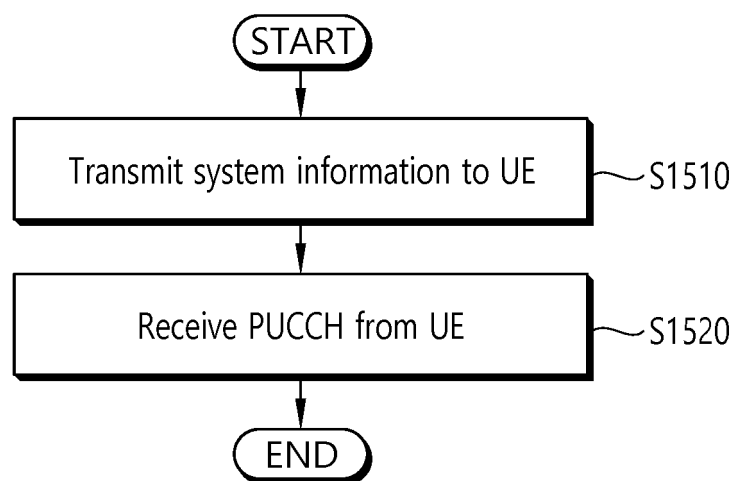 START
Transmit system information to UE
S1510
Receive PUCCH from UE
S1520
END